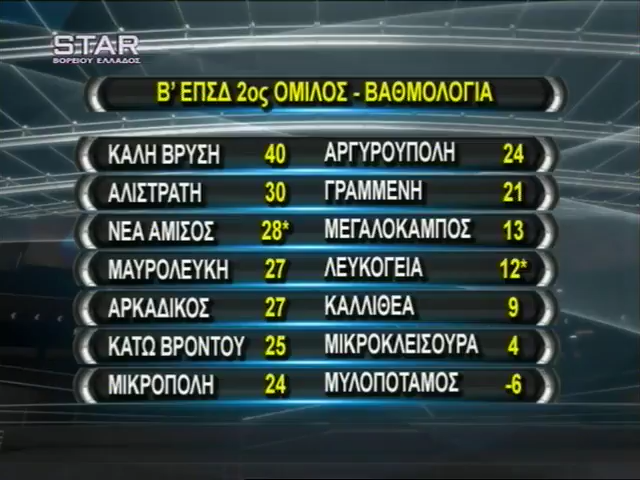 STAR
ΒΟΡΕΙΟΥ ΕΛΛΑΔΟΣ
Β' ΕΠΣΔ 2ος ΟΜΙΛΟΣ - ΒΑΘΜΟΛΟΓΙΑ
ΚΑΛΗ ΒΡΥΣΗ 40 ΑΡΓΥΡΟΥΠΟΛΗ 24
ΑΛΙΣΤΡΑΤΗ 30 ΓΡΑΜΜΕΝΗ 21
ΝΕΑ ΑΜΙΣΟΣ 28* ΜΕΓΑΛΟΚΑΜΠΟΣ 13
ΜΑΥΡΟΛΕΥΚΗ 27 ΛΕΥΚΟΓΕΙΑ 12*
ΑΡΚΑΔΙΚΟΣ 27 ΚΑΛΛΙΘΕΑ 9
ΚΑΤΩ ΒΡΟΝΤΟΥ 25 ΜΙΚΡΟΚΛΕΙΣΟΥΡΑ 4
ΜΙΚΡΟΠΟΛΗ 24 ΜΥΛΟΠΟΤΑΜΟΣ -6